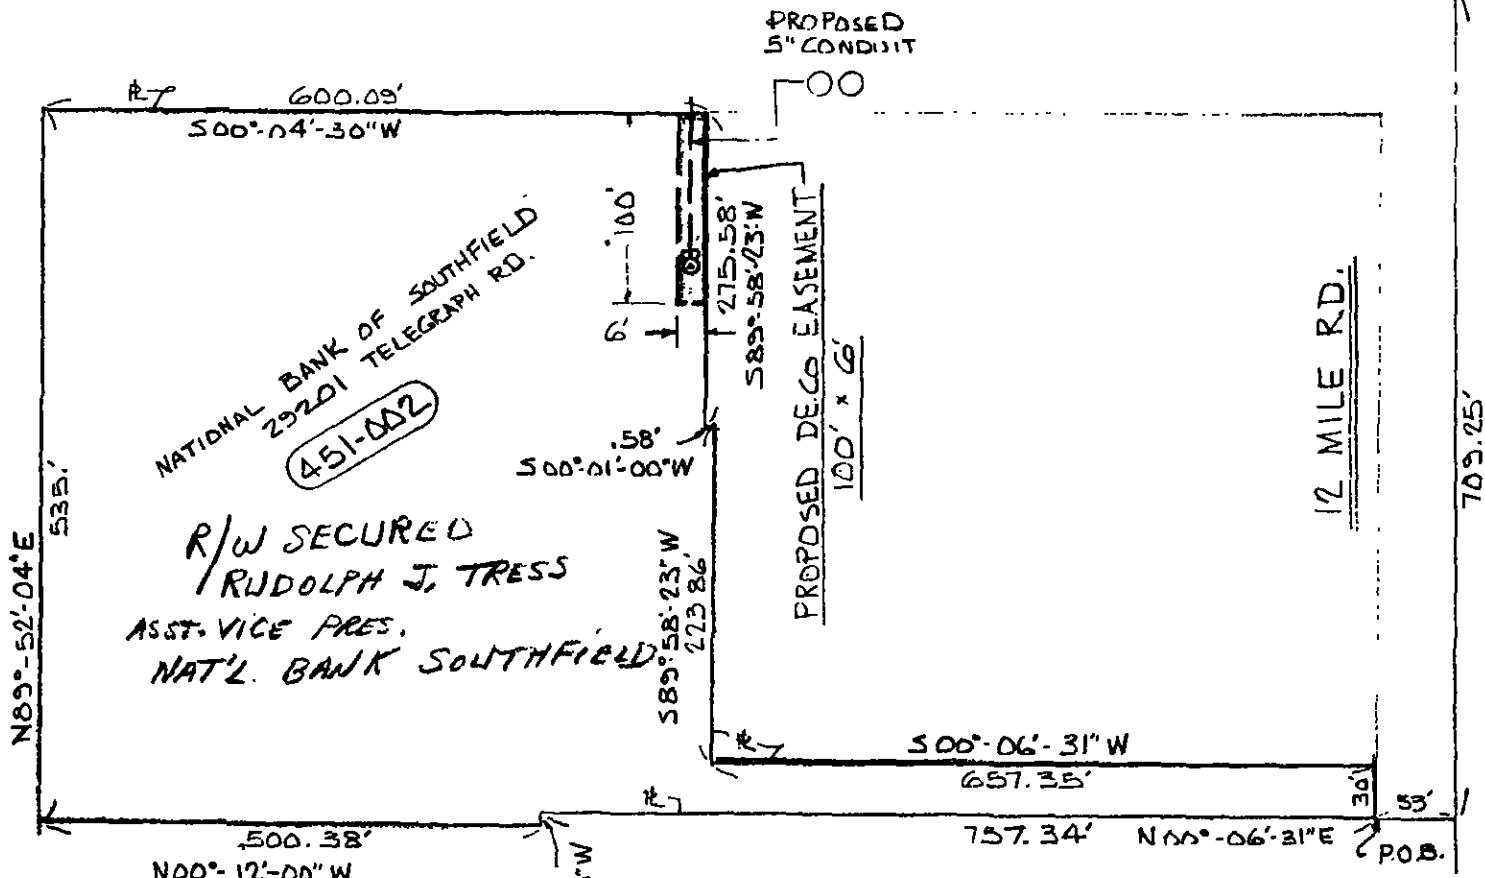 PROPOSED
5" CONDUIT
600.09'
S00°-04'-30"W
100'
6'
275.58'
S89°-58'-23"W
PROPOSED DE.CO EASEMENT
100' x 6'
12 MILE RD.
709.25'
NATIONAL BANK OF SOUTHFIELD
29201 TELEGRAPH RD.
451-002
.58'
S00°-01'-00"W
535.'
N89°-52'-04"E
R/W SECURED
RUDOLPH J. TRESS
ASST. VICE PRES.
NAT'L. BANK SOUTHFIELD
S89°-58'-23"W
223.86'
S00°-06'-31"W
657.35'
30'
53'
500.38'
N00°-12'-00"W
"W
757.34' N00°-06'-31"E
P.O.B.